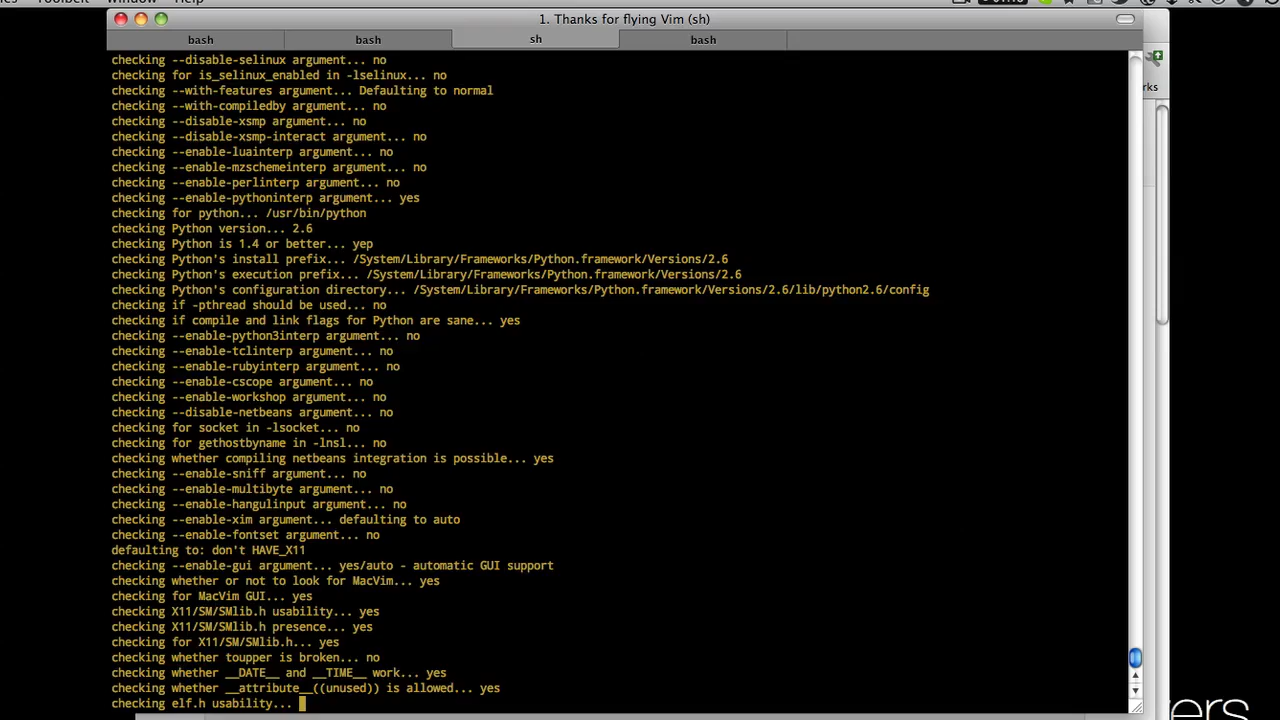 Toolbelt Window Help
1. Thanks for flying Vim (sh)
bash bash sh bash
checking --disable-selinux argument... no
checking for is_selinux_enabled in -lselinux... no
checking --with-features argument... Defaulting to normal
checking --with-compiledby argument... no
checking --disable-xsmp argument... no
checking --disable-xsmp-interact argument... no
checking --enable-luainterp argument... no
checking --enable-mzschemeinterp argument... no
checking --enable-perlinterp argument... no
checking --enable-pythoninterp argument... yes
checking for python... /usr/bin/python
checking Python version... 2.6
checking Python is 1.4 or better... yep
checking Python's install prefix... /System/Library/Frameworks/Python.framework/Versions/2.6
checking Python's execution prefix... /System/Library/Frameworks/Python.framework/Versions/2.6
checking Python's configuration directory... /System/Library/Frameworks/Python.framework/Versions/2.6/lib/python2.6/config
checking if -pthread should be used... no
checking if compile and link flags for Python are sane... yes
checking --enable-python3interp argument... no
checking --enable-tclinterp argument... no
checking --enable-rubyinterp argument... no
checking --enable-cscope argument... no
checking --enable-workshop argument... no
checking --disable-netbeans argument... no
checking for socket in -lsocket... no
checking for gethostbyname in -lnsl... no
checking whether compiling netbeans integration is possible... yes
checking --enable-sniff argument... no
checking --enable-multibyte argument... no
checking --enable-hangulinput argument... no
checking --enable-xim argument... defaulting to auto
checking --enable-fontset argument... no
defaulting to: don't HAVE_X11
checking --enable-gui argument... yes/auto - automatic GUI support
checking whether or not to look for MacVim... yes
checking for MacVim GUI... yes
checking X11/SM/SMlib.h usability... yes
checking X11/SM/SMlib.h presence... yes
checking for X11/SM/SMlib.h... yes
checking whether toupper is broken... no
checking whether __DATE__ and __TIME__ work... yes
checking whether __attribute__((unused)) is allowed... yes
checking elf.h usability...
rks
vers